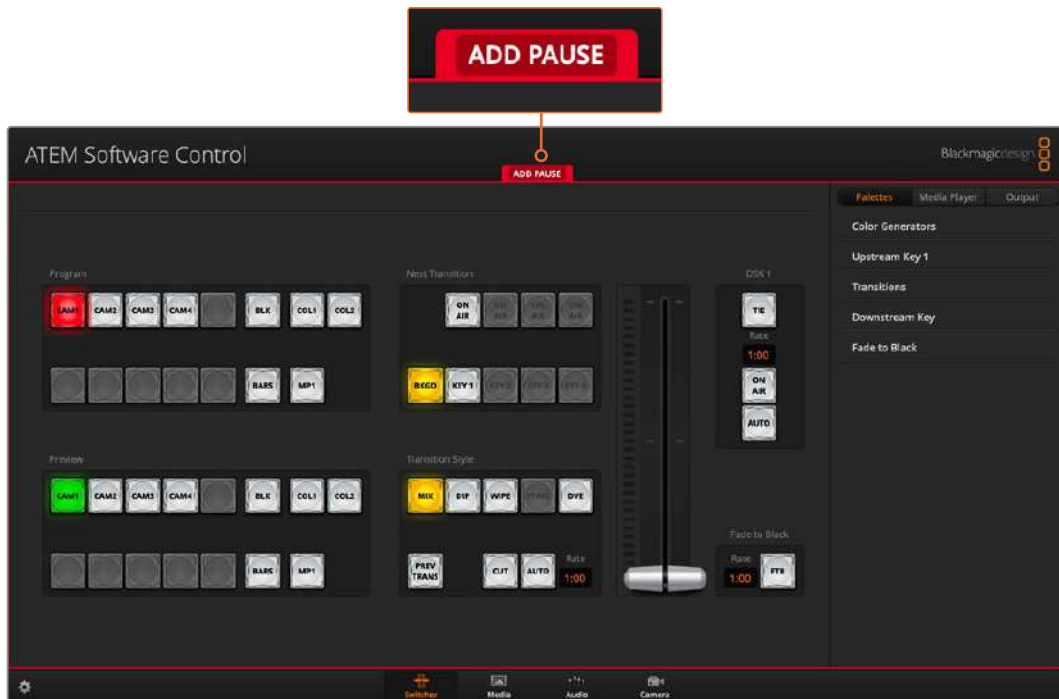 ADD PAUSE
ATEM Software Control
Blackmagicdesign
ADD PAUSE
Palettes Media Player Output
Color Generators
Upstream Key 1
Transitions
Downstream Key
Fade to Black
Program
CAM1 CAM2 CAM3 CAM4 BLK COL1 COL2
BARS MP1
Next Transition
ON AIR
BKGD KEY 1
DSK 1
TIE
Rate
1:00
ON AIR
AUTO
Preview
CAM1 CAM2 CAM3 CAM4 BLK COL1 COL2
BARS MP1
Transition Style
MIX DIP WIPE DVE
PREV TRANS CUT AUTO Rate 1:00
Fade to Black
Rate
1:00 FTB
Switcher Media Audio Camera